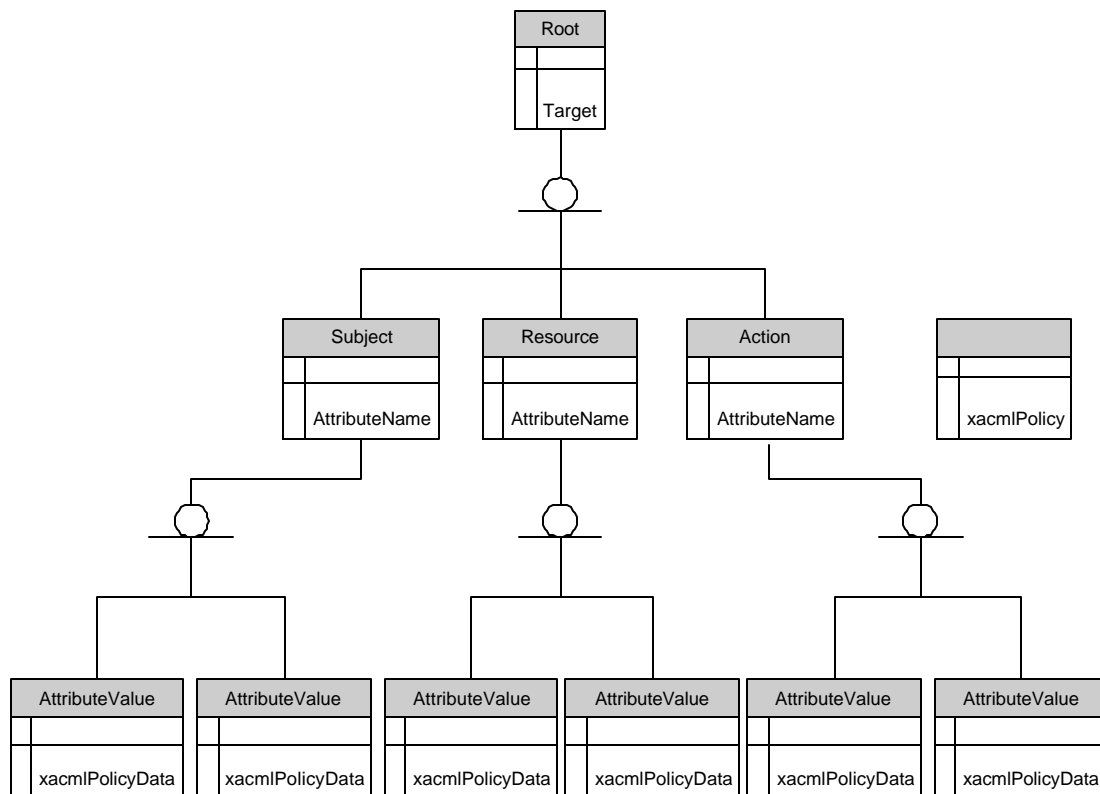 Root
Target
Subject
Resource
Action
AttributeName
AttributeName
AttributeName
xacmlPolicy
AttributeValue
AttributeValue
AttributeValue
AttributeValue
AttributeValue
AttributeValue
xacmlPolicyData
xacmlPolicyData
xacmlPolicyData
xacmlPolicyData
xacmlPolicyData
xacmlPolicyData